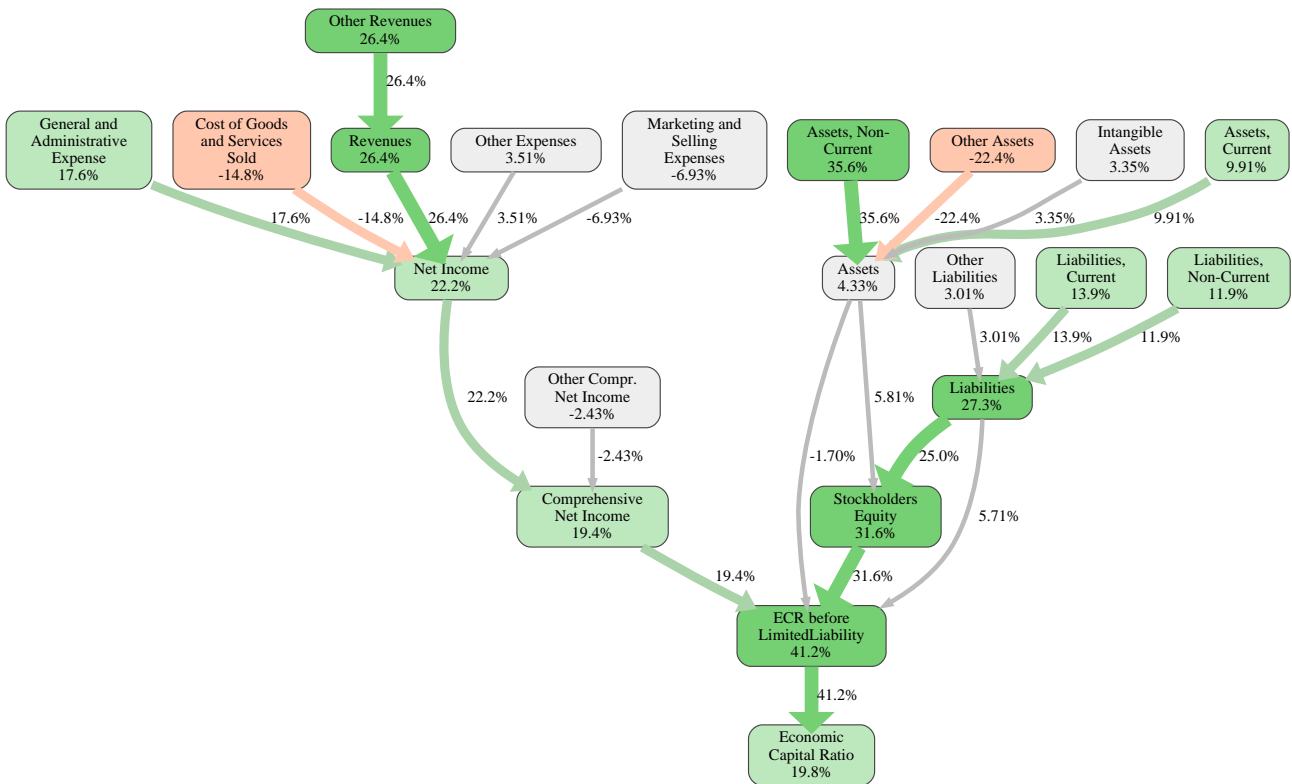 Other Revenues
26.4%
26.4%
General and
Administrative
Expense
17.6%
Cost of Goods
and Services
Sold
-14.8%
Revenues
26.4%
Other Expenses
3.51%
Marketing and
Selling
Expenses
-6.93%
Assets, Non-
Current
35.6%
Other Assets
-22.4%
Intangible
Assets
3.35%
Assets,
Current
9.91%
17.6%
-14.8%
26.4%
3.51%
-6.93%
35.6%
-22.4%
3.35%
9.91%
Net Income
22.2%
Assets
4.33%
Other
Liabilities
3.01%
Liabilities,
Current
13.9%
Liabilities,
Non-Current
11.9%
3.01%
13.9%
11.9%
22.2%
Other Compr.
Net Income
-2.43%
5.81%
Liabilities
27.3%
-2.43%
-1.70%
25.0%
Comprehensive
Net Income
19.4%
Stockholders
Equity
31.6%
5.71%
19.4%
31.6%
ECR before
LimitedLiability
41.2%
41.2%
Economic
Capital Ratio
19.8%